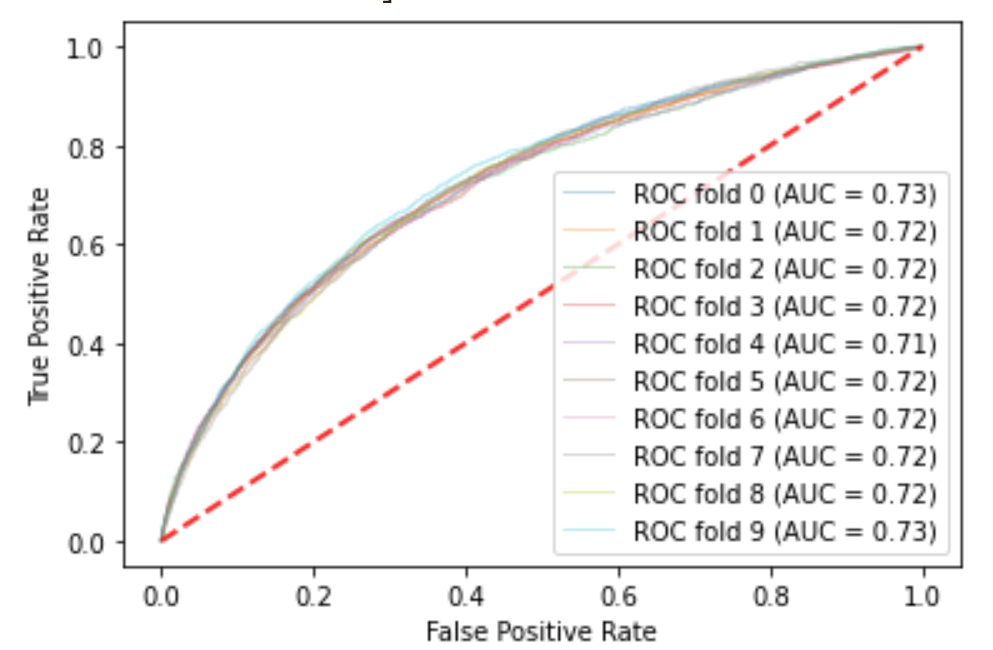 1.0
0.8
0.6
0.4
0.2
0.0
True Positive Rate
ROC fold 0 (AUC = 0.73)
ROC fold 1 (AUC = 0.72)
ROC fold 2 (AUC = 0.72)
ROC fold 3 (AUC = 0.72)
ROC fold 4 (AUC = 0.71)
ROC fold 5 (AUC = 0.72)
ROC fold 6 (AUC = 0.72)
ROC fold 7 (AUC = 0.72)
ROC fold 8 (AUC = 0.72)
ROC fold 9 (AUC = 0.73)
0.0 0.2 0.4 0.6 0.8 1.0
False Positive Rate